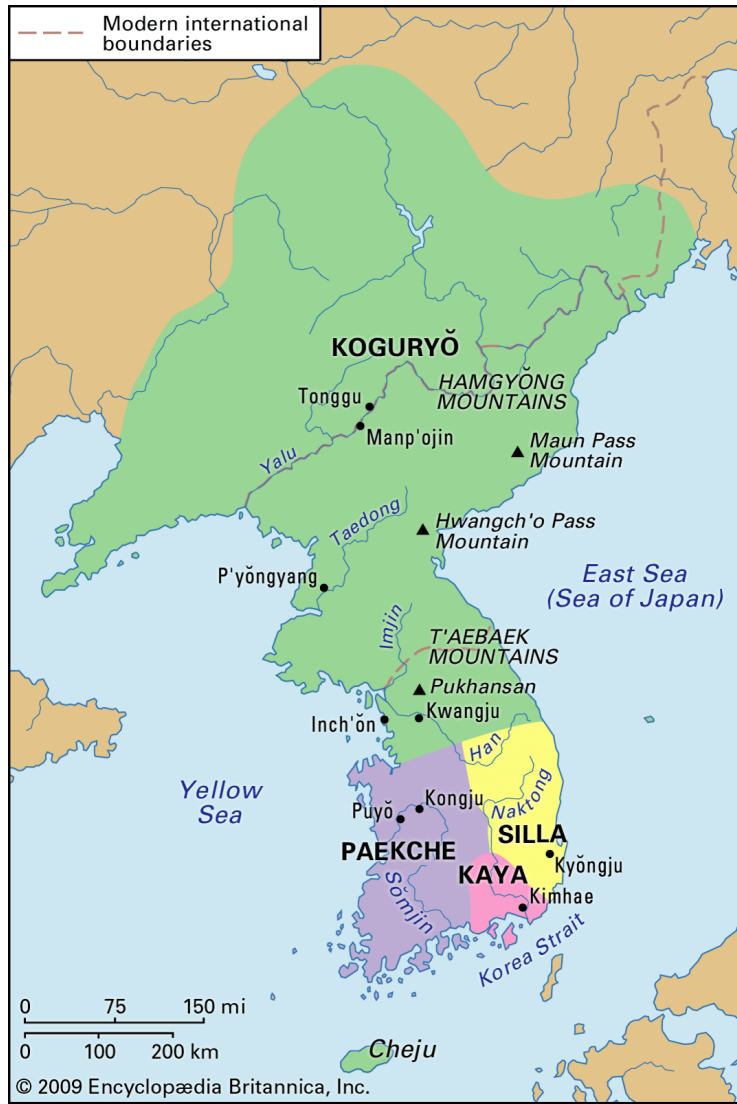 Modern international
boundaries
KOGURYŎ
HAMGYŎNG
MOUNTAINS
Tonggu
Manp'ojin
Maun Pass
Mountain
Yalu
Taedong
Hwangch'o Pass
Mountain
P'yŏngyang
East Sea
(Sea of Japan)
Imjin
T'AEBAEK
MOUNTAINS
Pukhansan
Kwangju
Inch'ŏn
Han
Yellow
Sea
Naktong
Kongju
Puyŏ
SILLA
PAEKCHE
Kyŏngju
KAYA
Sŏmjin
Kimhae
Korea Strait
0 75 150 mi
0 100 200 km
Cheju
© 2009 Encyclopædia Britannica, Inc.